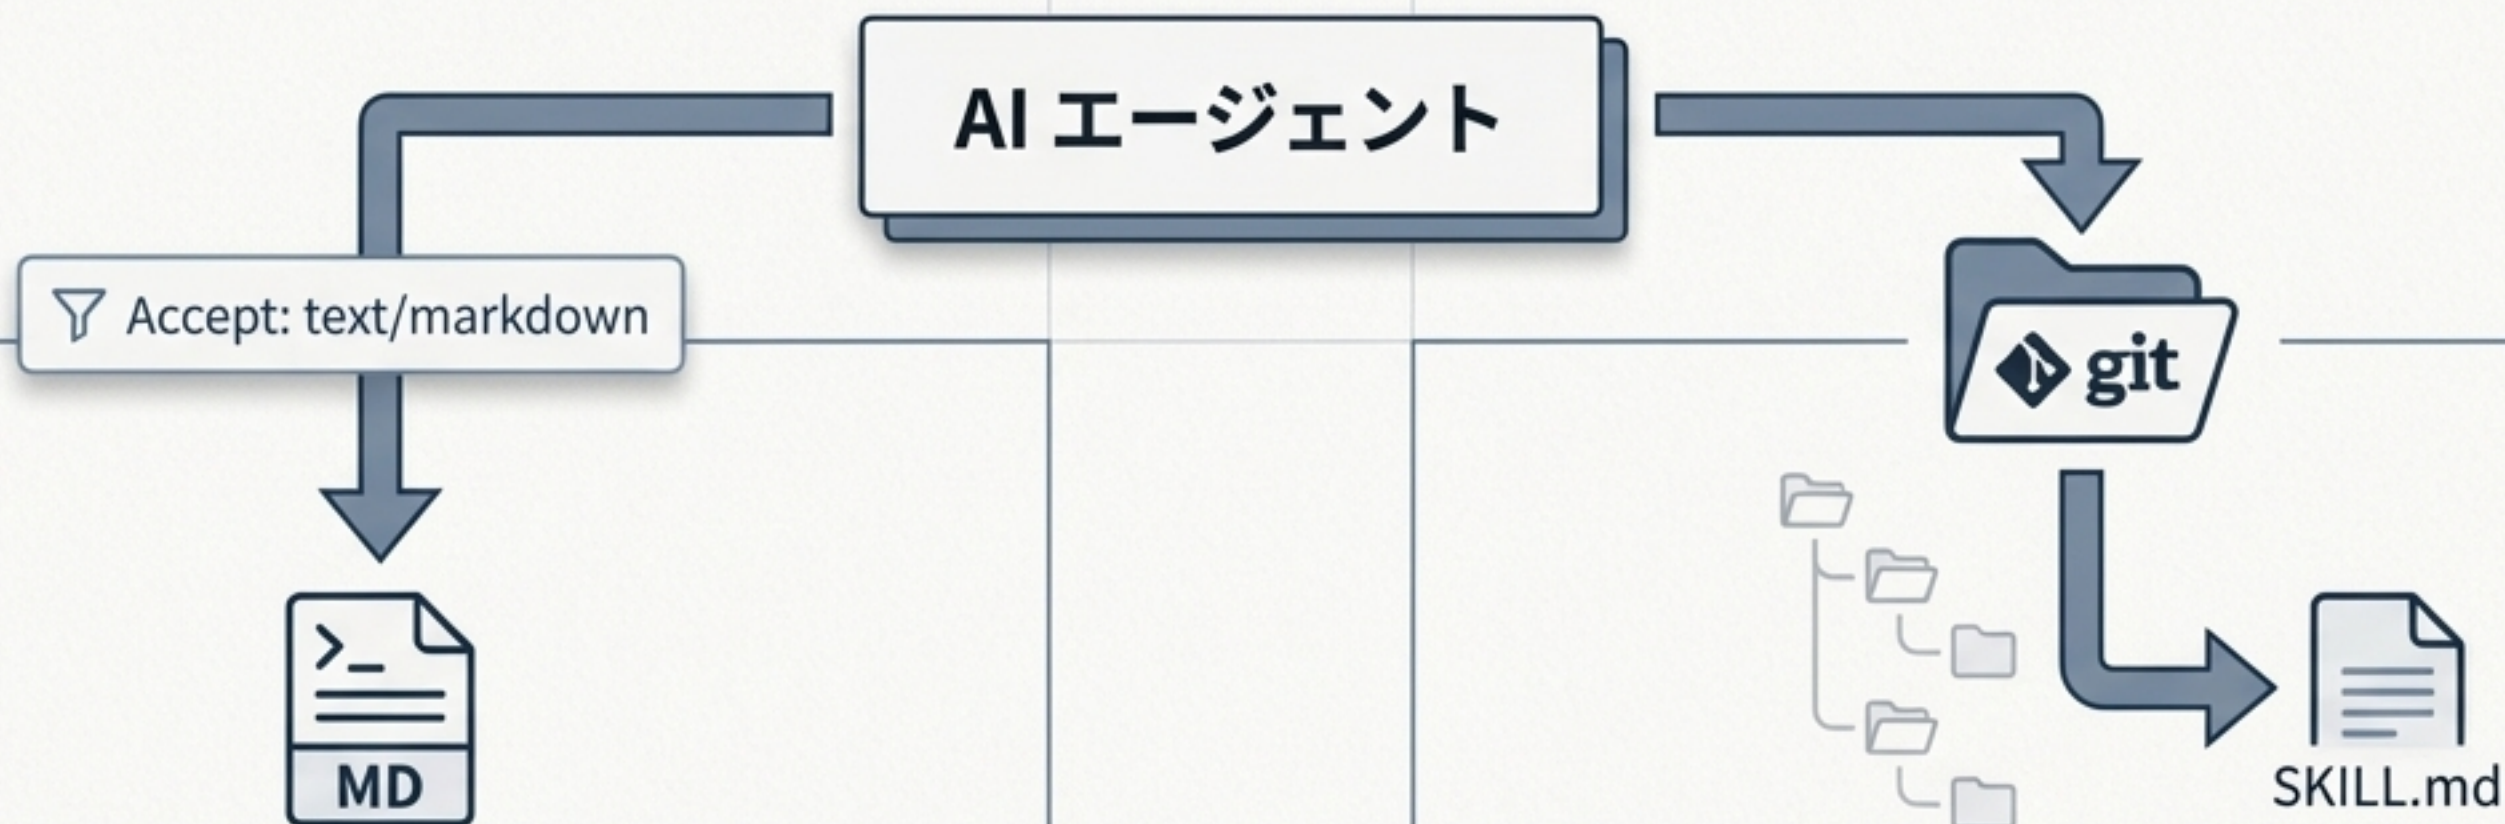 AI エージェント
Accept: text/markdown
git
>_
MD
SKILL.md